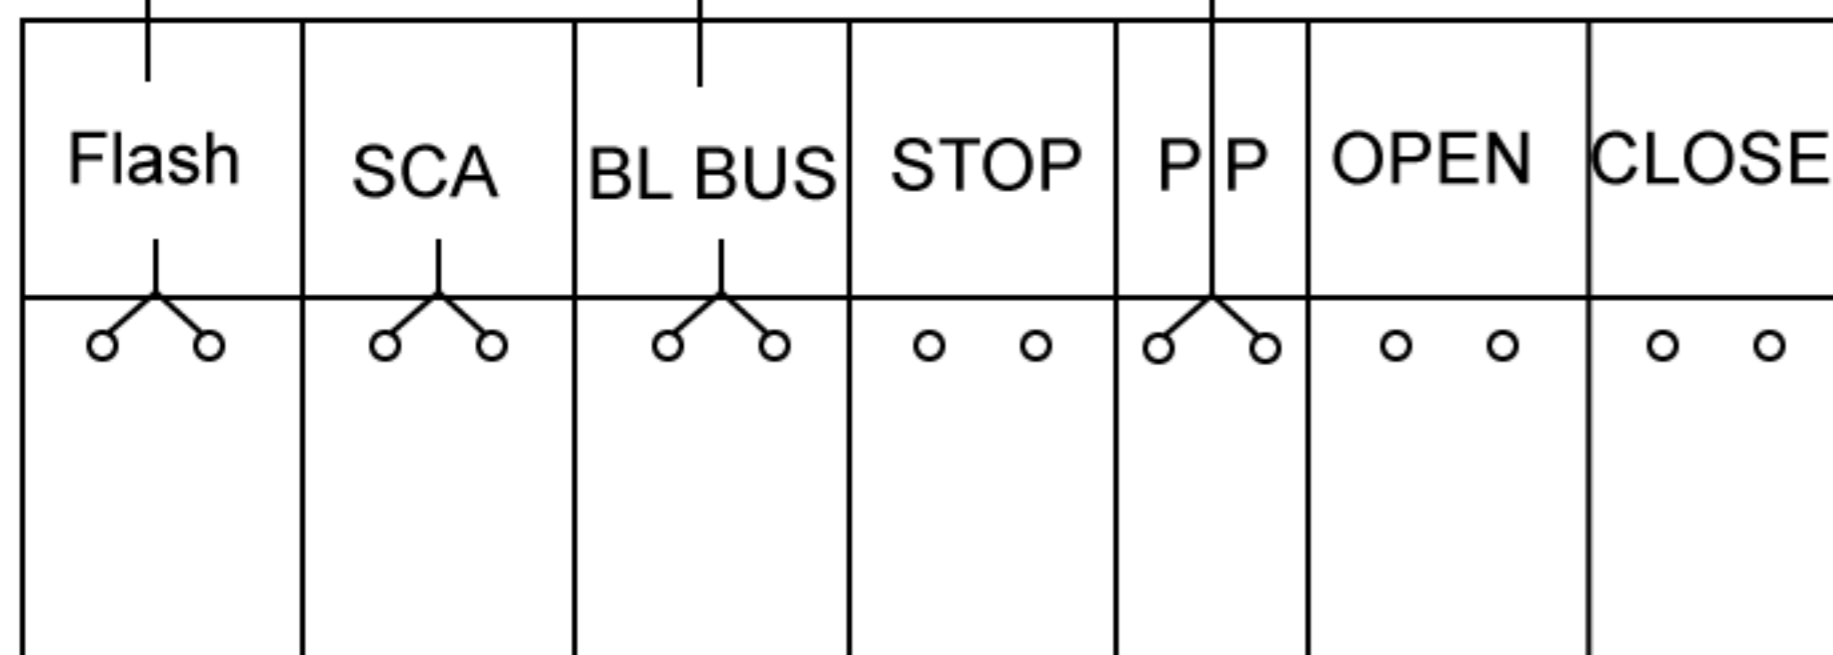 Flash
SCA
BL BUS
STOP
P P
OPEN
CLOSE